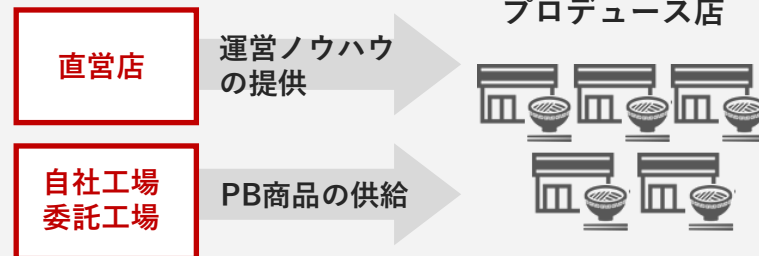 プロデュース店
直営店
運営ノウハウ
の提供
自社工場
委託工場
PB商品の供給